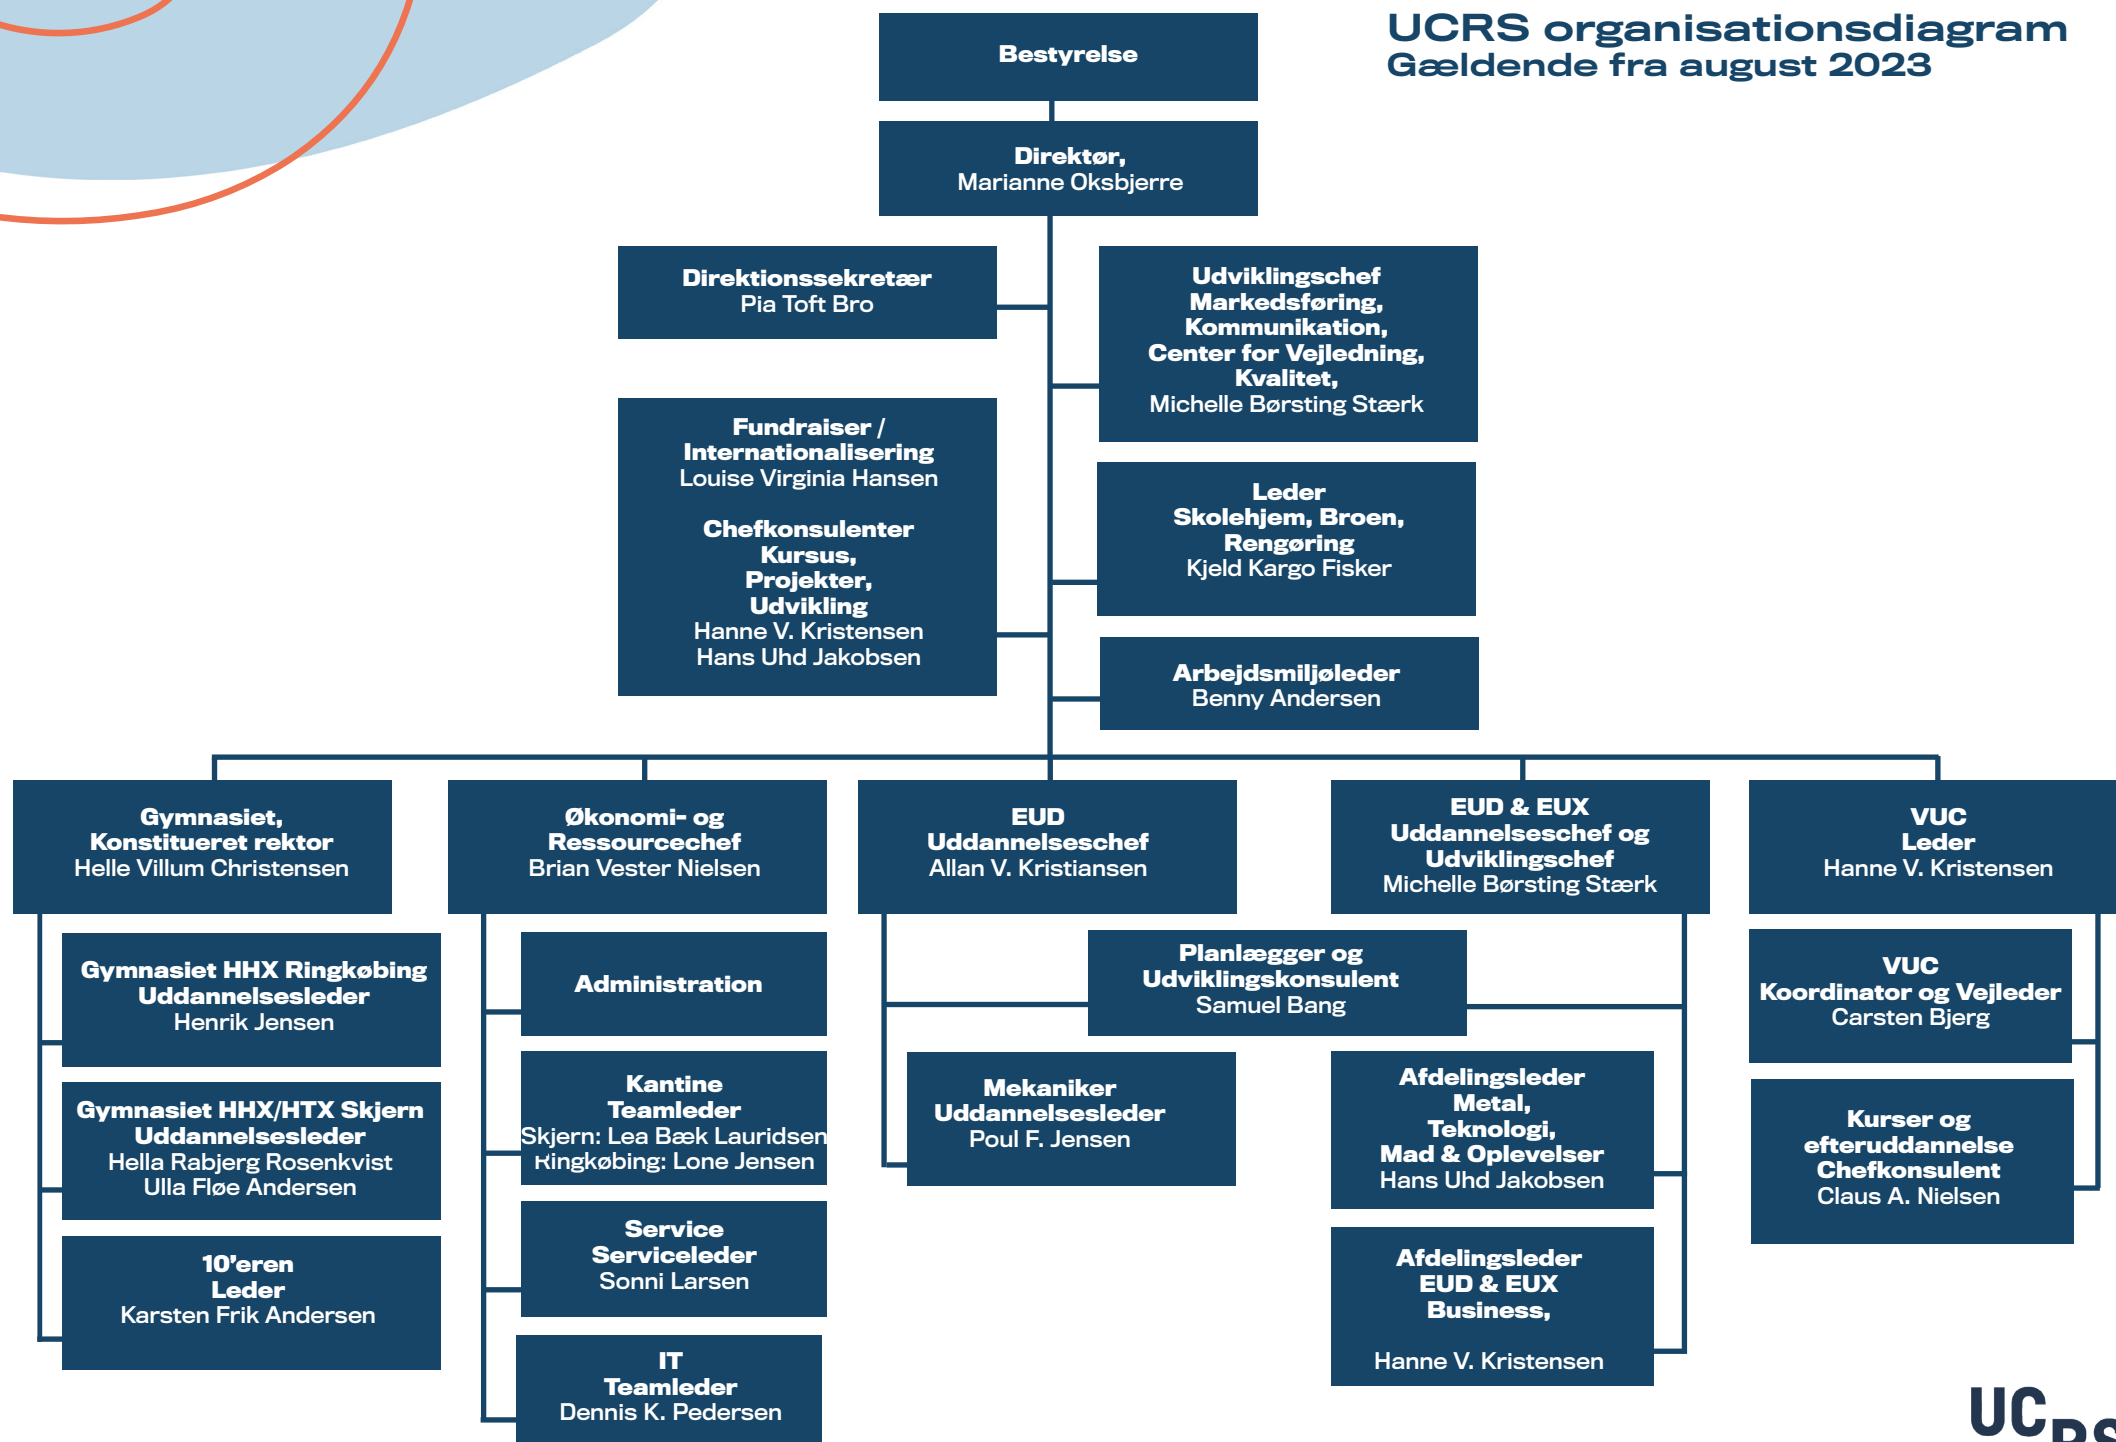 UCRS organisationsdiagram
Gældende fra august 2023
Bestyrelse
Direktør,
Marianne Oksbjerre
Direktionssekretær
Pia Toft Bro
Udviklingschef
Markedsføring,
Kommunikation,
Center for Vejledning,
Kvalitet,
Michelle Børsting Stærk
Fundraiser /
Internationalisering
Louise Virginia Hansen
Chefkonsulenter
Kursus,
Projekter,
Udvikling
Hanne V. Kristensen
Hans Uhd Jakobsen
Leder
Skolehjem, Broen,
Rengøring
Kjeld Kargo Fisker
Arbejdsmiljøleder
Benny Andersen
Gymnasiet,
Konstitueret rektor
Helle Villum Christensen
Økonomi- og
Ressourcechef
Brian Vester Nielsen
EUD
Uddannelseschef
Allan V. Kristiansen
EUD & EUX
Uddannelseschef og
Udviklingschef
Michelle Børsting Stærk
VUC
Leder
Hanne V. Kristensen
Gymnasiet HHX Ringkøbing
Uddannelsesleder
Henrik Jensen
Gymnasiet HHX/HTX Skjern
Uddannelsesleder
Hella Rabjerg Rosenkvist
Ulla Fløe Andersen
10'eren
Leder
Karsten Frik Andersen
Administration
Kantine
Teamleder
Skjern: Lea Bæk Lauridsen
Ringkøbing: Lone Jensen
Service
Serviceleder
Sonni Larsen
IT
Teamleder
Dennis K. Pedersen
Planlægger og
Udviklingskonsulent
Samuel Bang
Mekaniker
Uddannelsesleder
Poul F. Jensen
Afdelingsleder
Metal,
Teknologi,
Mad & Oplevelser
Hans Uhd Jakobsen
Afdelingsleder
EUD & EUX
Business,
Hanne V. Kristensen
VUC
Koordinator og Vejleder
Carsten Bjerg
Kurser og
efteruddannelse
Chefkonsulent
Claus A. Nielsen
UC
RS